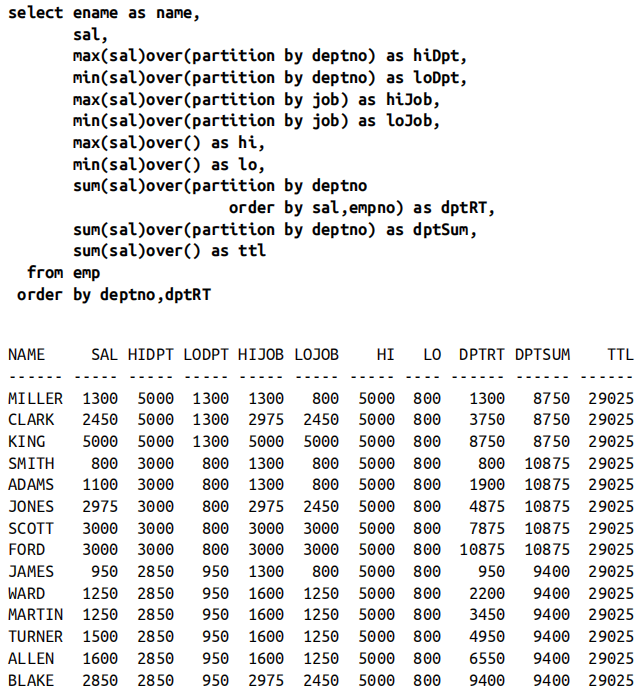 select ename as name,
       sal,
       max(sal)over(partition by deptno) as hiDpt,
       min(sal)over(partition by deptno) as loDpt,
       max(sal)over(partition by job) as hiJob,
       min(sal)over(partition by job) as loJob,
       max(sal)over() as hi,
       min(sal)over() as lo,
       sum(sal)over(partition by deptno
                        order by sal,empno) as dptRT,
       sum(sal)over(partition by deptno) as dptSum,
       sum(sal)over() as ttl
  from emp
 order by deptno,dptRT
NAME     SAL HIDPT LODPT HIJOB LOJOB    HI   LO  DPTRT DPTSUM    TTL
------ ----- ----- ----- ----- ----- ----- ---- ------ ------ ------
MILLER  1300  5000  1300  1300   800  5000  800   1300   8750  29025
CLARK   2450  5000  1300  2975  2450  5000  800   3750   8750  29025
KING    5000  5000  1300  5000  5000  5000  800   8750   8750  29025
SMITH    800  3000   800  1300   800  5000  800    800  10875  29025
ADAMS   1100  3000   800  1300   800  5000  800   1900  10875  29025
JONES   2975  3000   800  2975  2450  5000  800   4875  10875  29025
SCOTT   3000  3000   800  3000  3000  5000  800   7875  10875  29025
FORD    3000  3000   800  3000  3000  5000  800  10875  10875  29025
JAMES    950  2850   950  1300   800  5000  800    950   9400  29025
WARD    1250  2850   950  1600  1250  5000  800   2200   9400  29025
MARTIN  1250  2850   950  1600  1250  5000  800   3450   9400  29025
TURNER  1500  2850   950  1600  1250  5000  800   4950   9400  29025
ALLEN   1600  2850   950  1600  1250  5000  800   6550   9400  29025
BLAKE   2850  2850   950  2975  2450  5000  800   9400   9400  29025